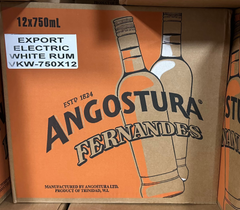 12x750mL
EXPORT
ELECTRIC
WHITE RUM
VKW-750X12
ESTD 1824
ANGOSTURA
FERNANDES
MANUFACTURED BY ANGOSTURA LTD.
PRODUCT OF TRINIDAD, W.I.